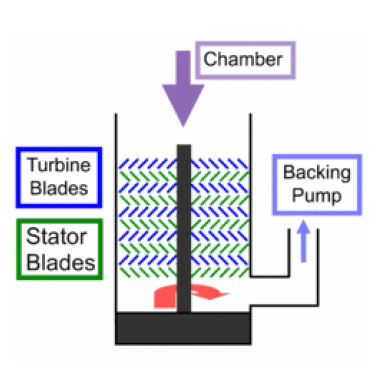 Chamber
Turbine
Blades
Stator
Blades
Backing
Pump